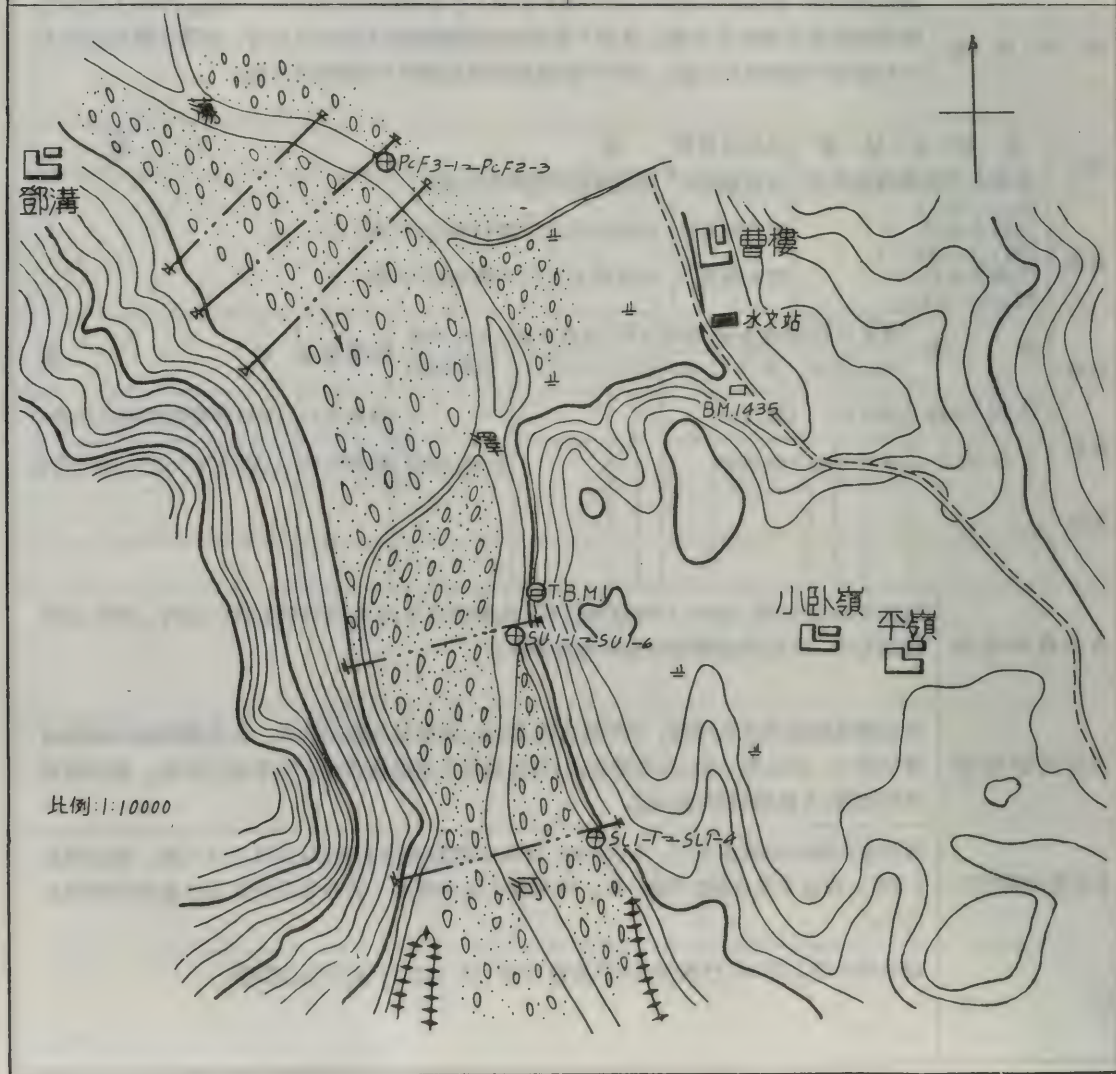 鄧溝
PCF3-1~PCF2-3
曹樓
水文站
B.M.1435
澤
T.B.M.1
SU1-1~SU1-6
小卧嶺
平嶺
比例:1:10000
SL1-1~SL1-4
河